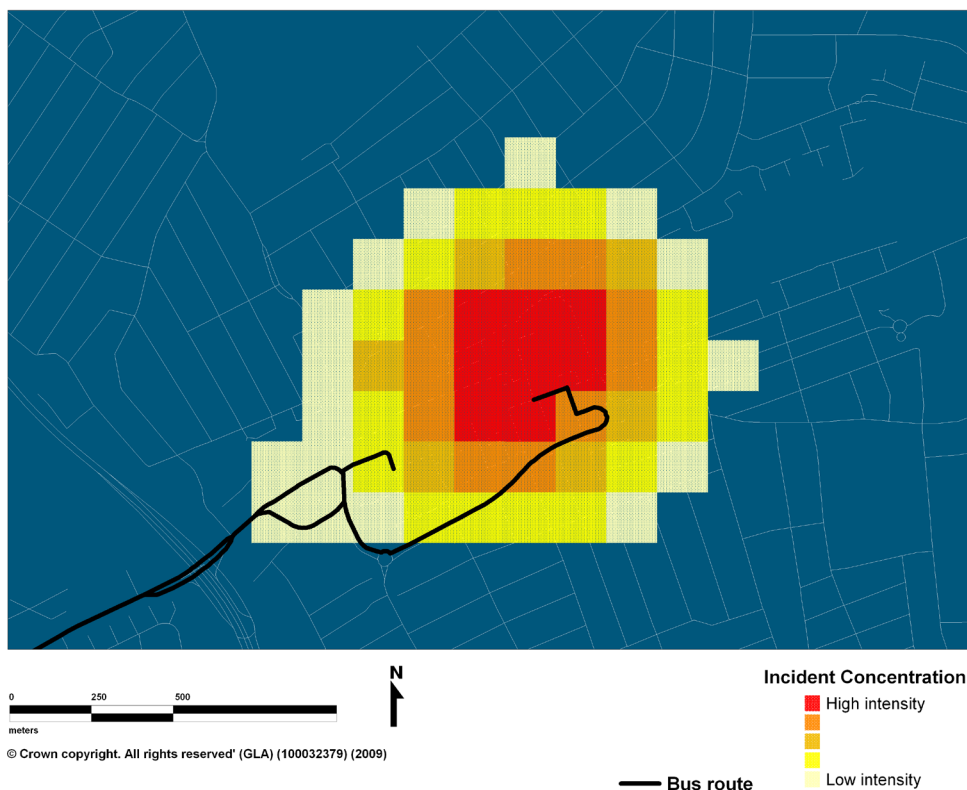 N
0 250 500
meters
© Crown copyright. All rights reserved' (GLA) (100032379) (2009)
Incident Concentration
High intensity
Low intensity
Bus route